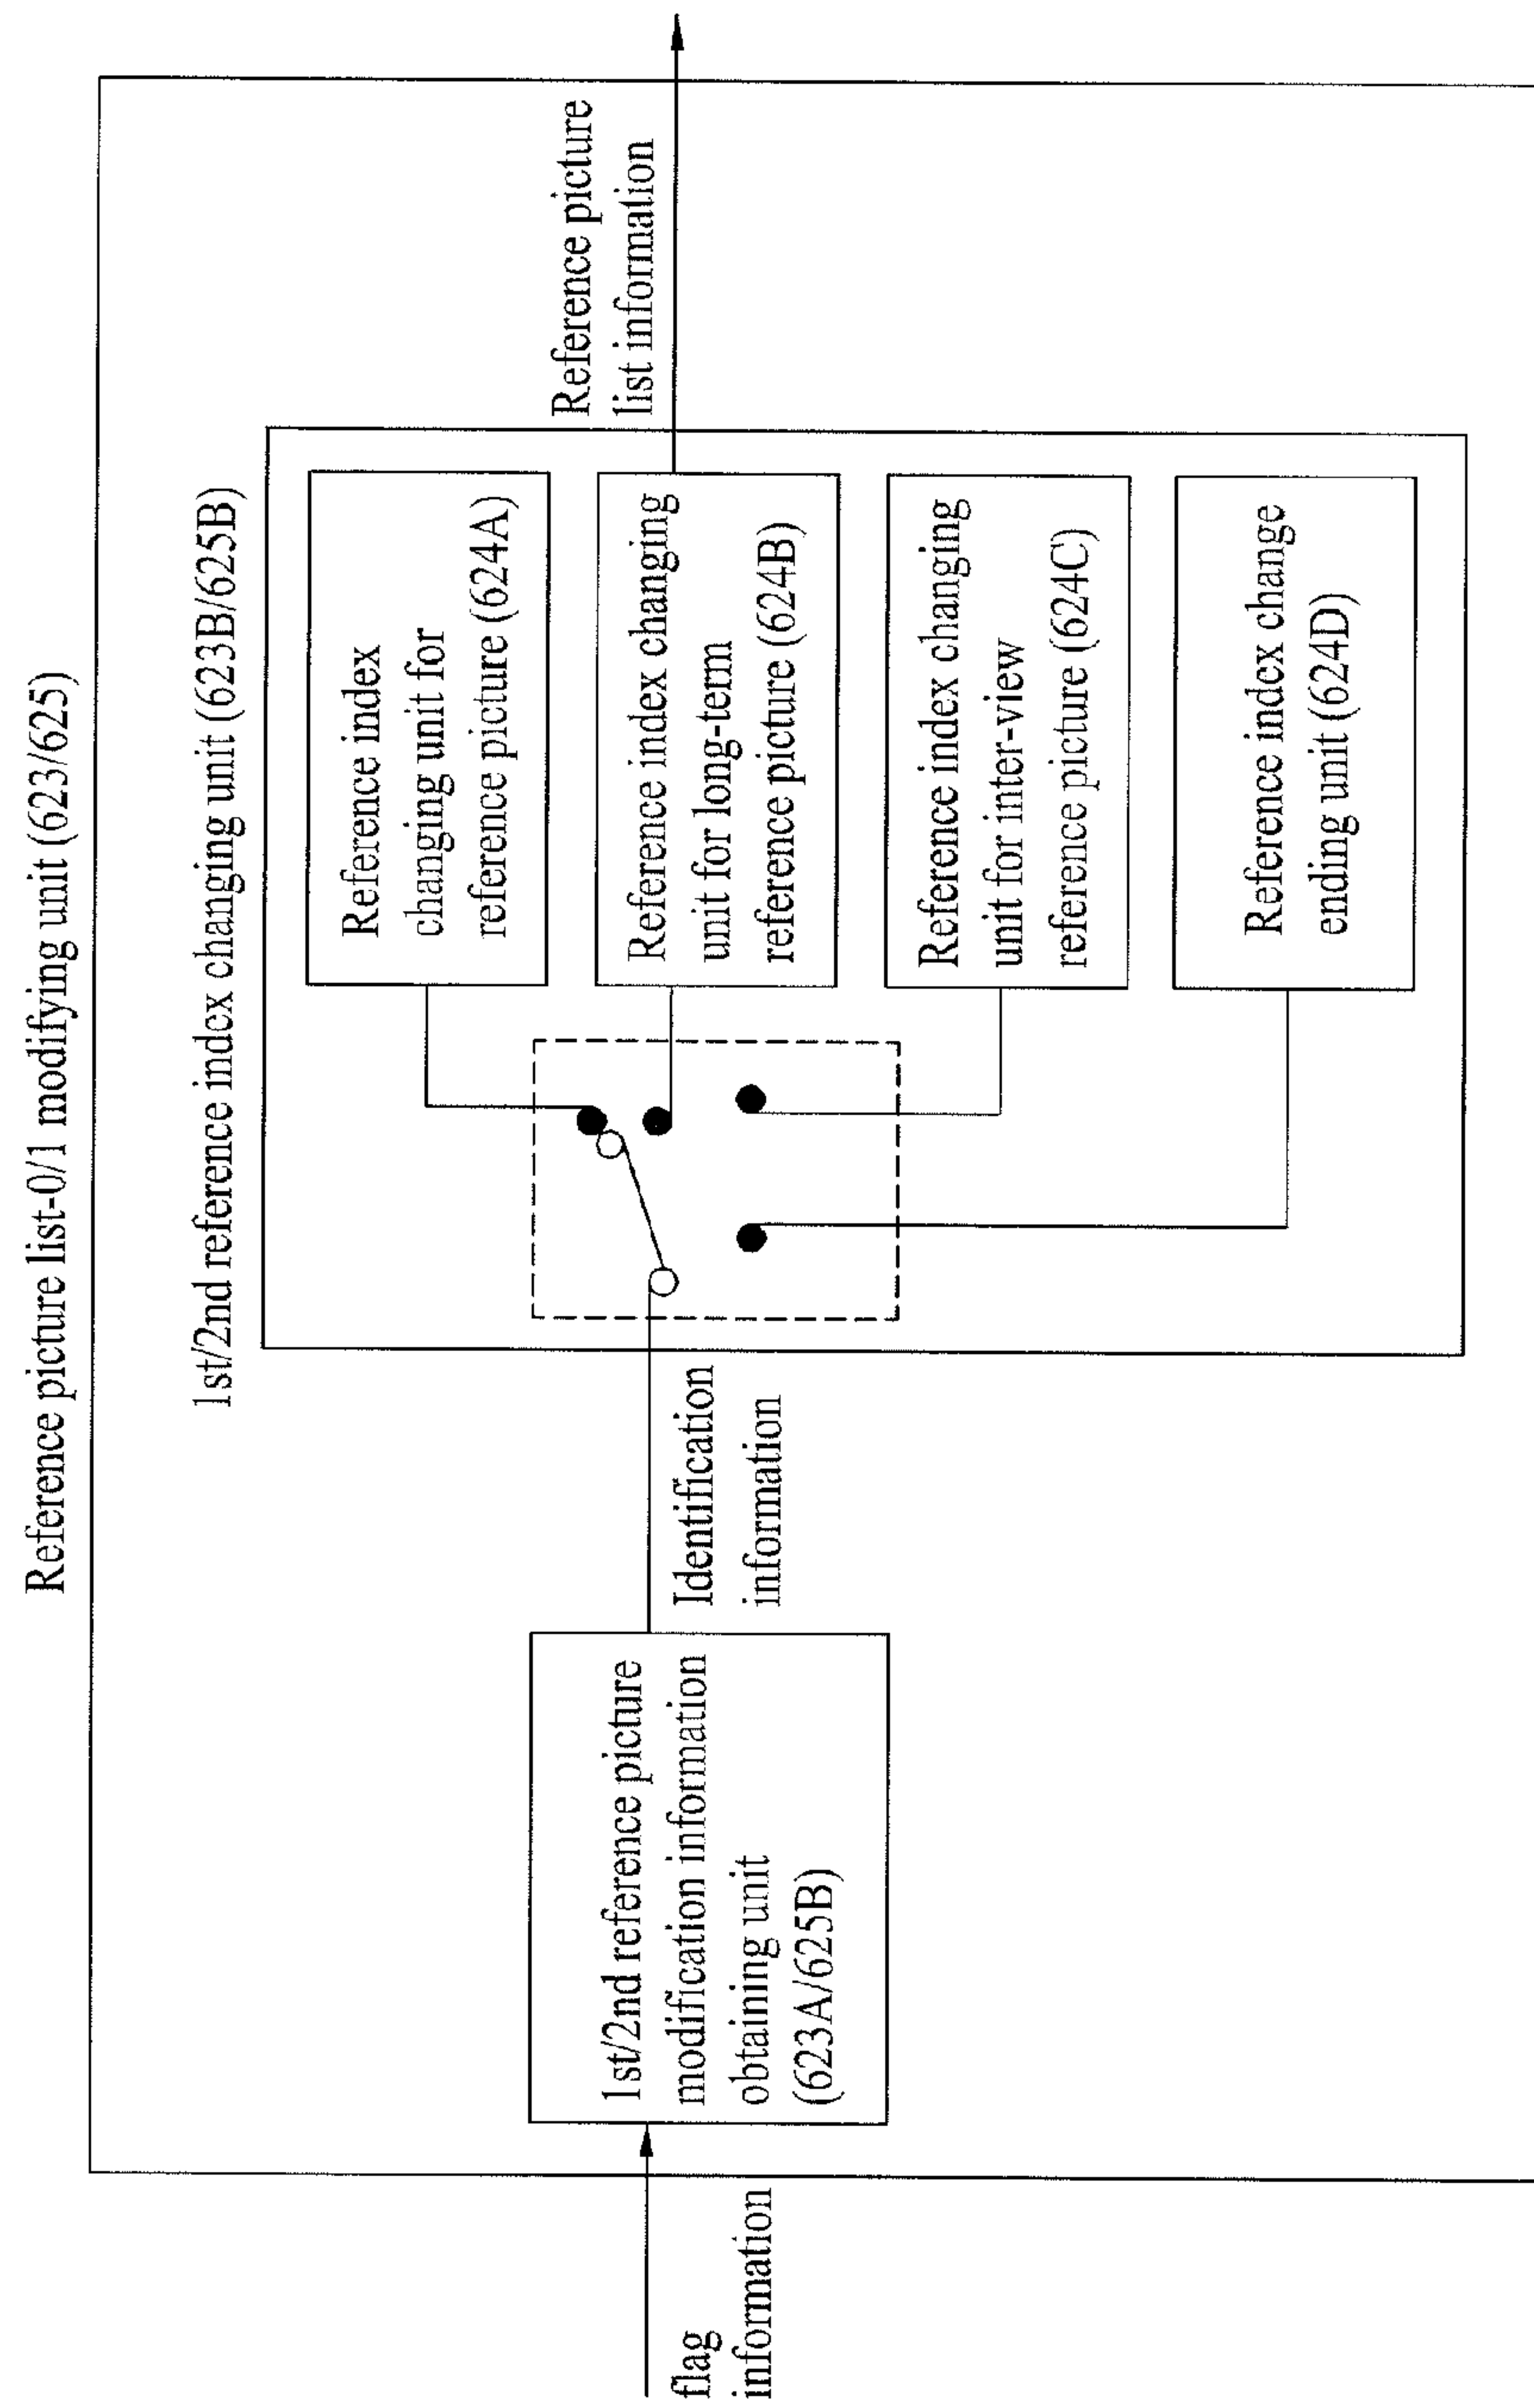 Reference picture list-0/1 modifying unit (623/625)
1st/2nd reference index changing unit (623B/625B)
flag
information
1st/2nd reference picture
modification information
obtaining unit
(623A/625B)
Identification
information
Reference index
changing unit for
reference picture (624A)
Reference index changing
unit for long-term
reference picture (624B)
Reference index changing
unit for inter-view
reference picture (624C)
Reference index change
ending unit (624D)
Reference picture
list information